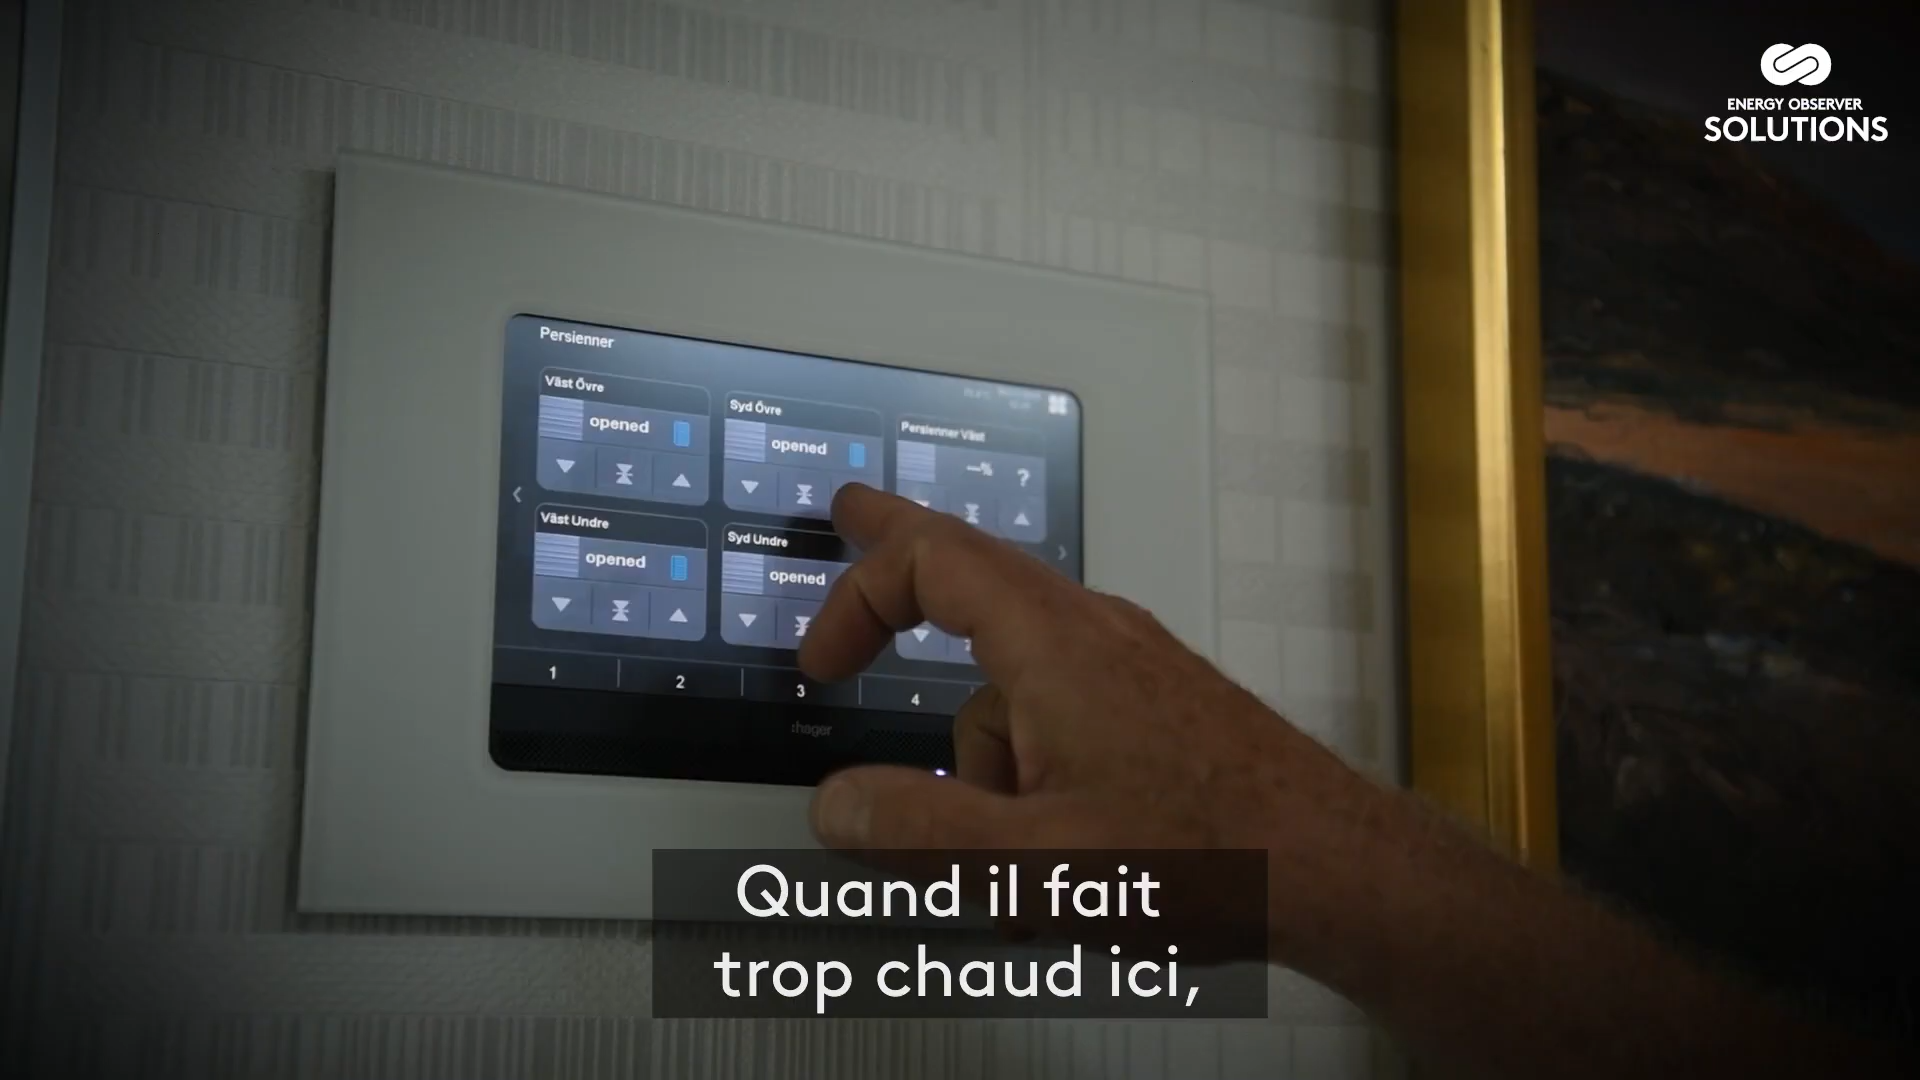 ENERGY OBSERVER
SOLUTIONS
Persienner
Väst Övre
opened
Syd Övre
opened
Persienner Väst
—% ?
Väst Undre
opened
Syd Undre
opened
1 2 3 4
:hager
Quand il fait
trop chaud ici,